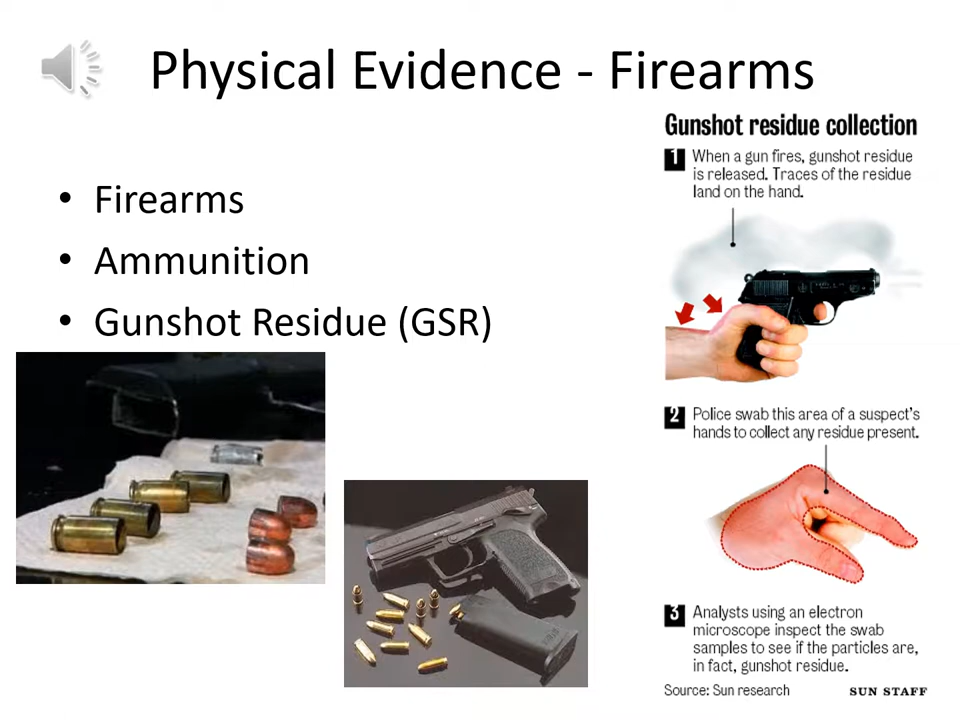 Physical Evidence - Firearms
• Firearms
• Ammunition
• Gunshot Residue (GSR)
Gunshot residue collection
1 When a gun fires, gunshot residue
is released. Traces of the residue
land on the hand.
2 Police swab this area of a suspect's
hands to collect any residue present.
3 Analysts using an electron
microscope inspect the swab
samples to see if the particles are,
in fact, gunshot residue.
Source: Sun research
SUN STAFF